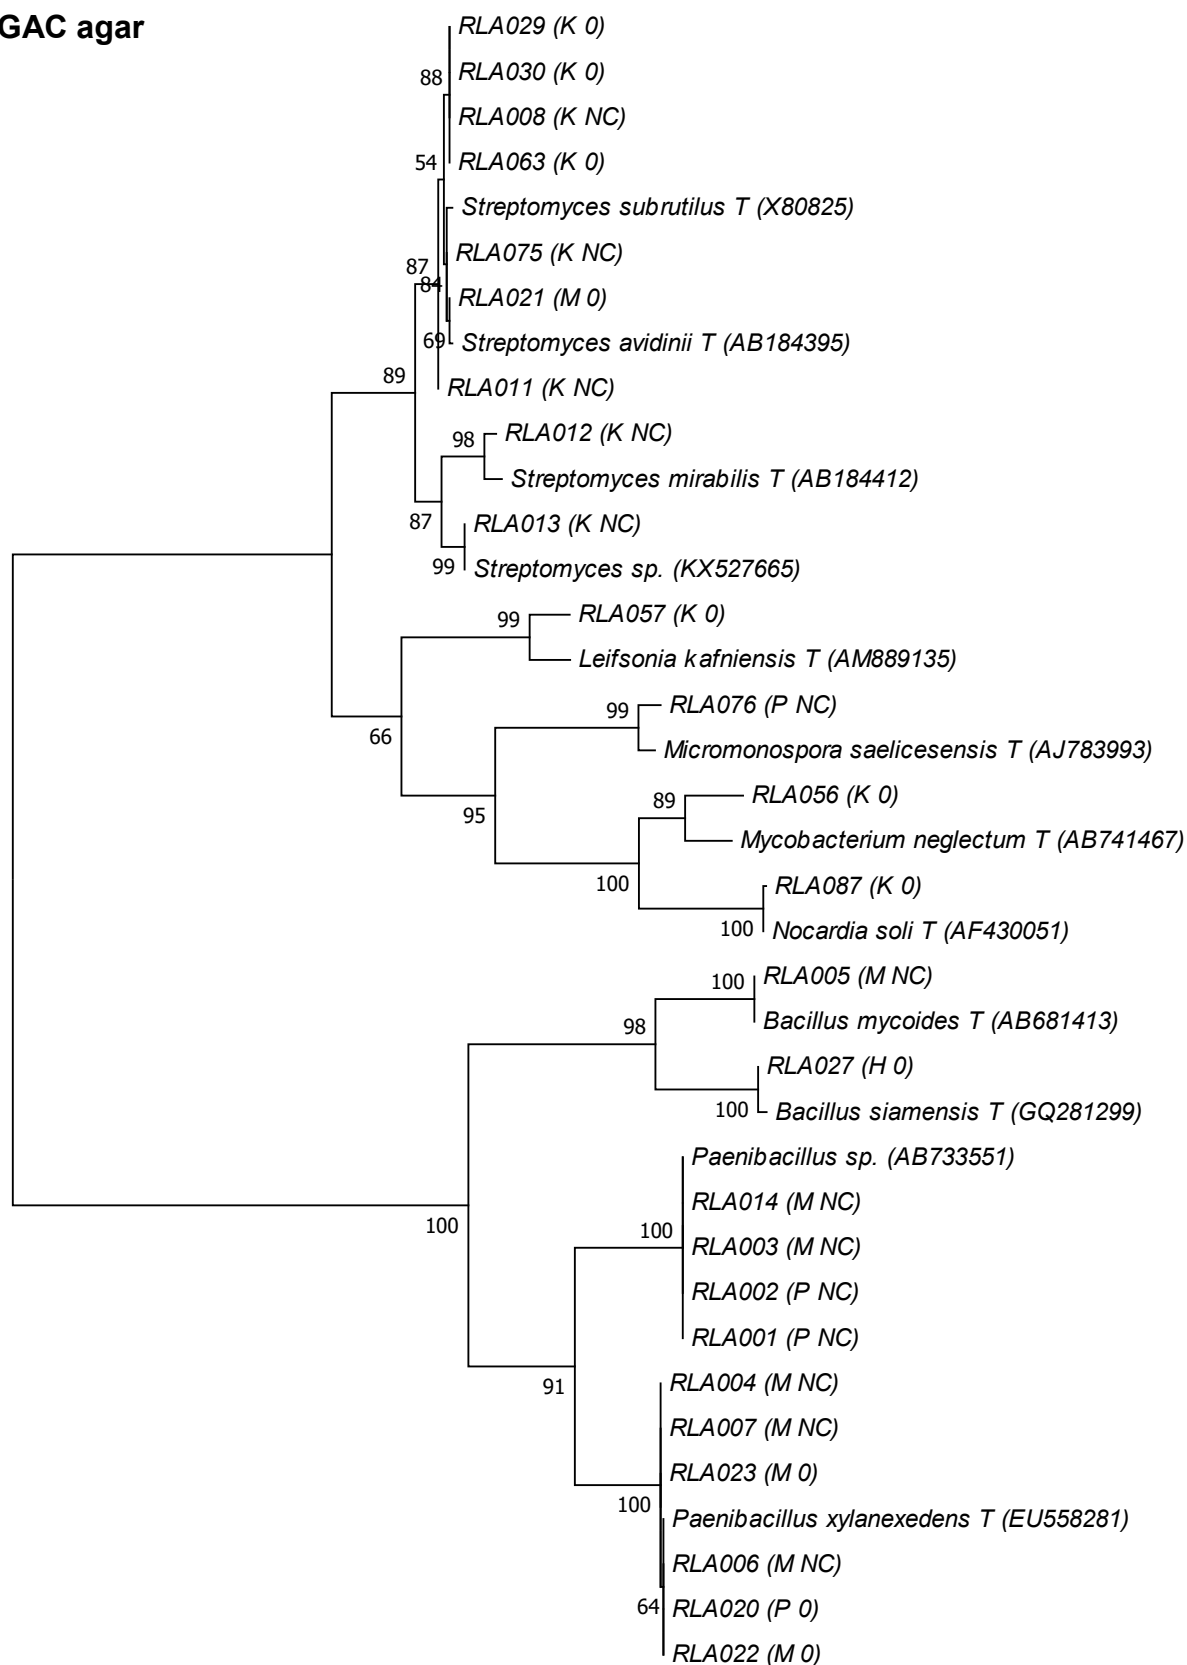 GAC agar
RLA029 (K 0)
88
RLA030 (K 0)
RLA008 (K NC)
54
RLA063 (K 0)
Streptomyces subrutilus T (X80825)
RLA075 (K NC)
87
84
RLA021 (M 0)
69
Streptomyces avidinii T (AB184395)
89
RLA011 (K NC)
98
RLA012 (K NC)
Streptomyces mirabilis T (AB184412)
87
RLA013 (K NC)
99
Streptomyces sp. (KX527665)
99
RLA057 (K 0)
Leifsonia kafniensis T (AM889135)
66
99
RLA076 (P NC)
Micromonospora saelicesensis T (AJ783993)
95
89
RLA056 (K 0)
Mycobacterium neglectum T (AB741467)
100
RLA087 (K 0)
100
Nocardia soli T (AF430051)
100
RLA005 (M NC)
98
Bacillus mycoides T (AB681413)
RLA027 (H 0)
100
Bacillus siamensis T (GQ281299)
Paenibacillus sp. (AB733551)
100
RLA014 (M NC)
100
RLA003 (M NC)
RLA002 (P NC)
RLA001 (P NC)
91
RLA004 (M NC)
RLA007 (M NC)
RLA023 (M 0)
100
Paenibacillus xylanexedens T (EU558281)
RLA006 (M NC)
64
RLA020 (P 0)
RLA022 (M 0)